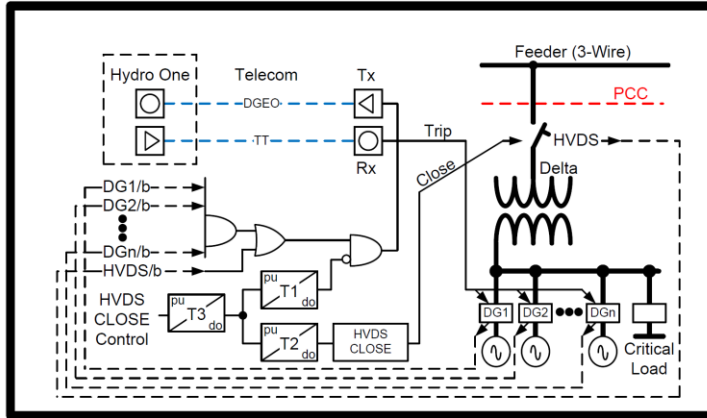 Feeder (3-Wire)
Hydro One
Telecom
Tx
PCC
DGEO
TT
Trip
HVDS
Rx
Close
Delta
DG1/b
DG2/b
DGn/b
HVDS/b
HVDS
CLOSE
Control
pu
T3
do
pu
T1
do
pu
T2
do
HVDS
CLOSE
DG1
DG2
DGn
Critical
Load